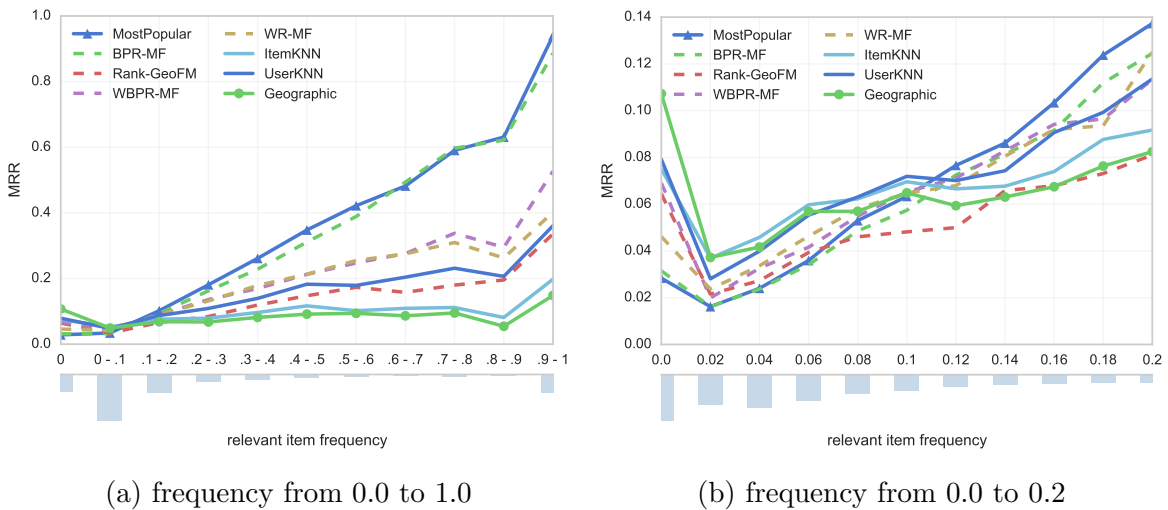 1.0
0.8
0.6
0.4
0.2
0.0
MRR
MostPopular
BPR-MF
Rank-GeoFM
WBPR-MF
WR-MF
ItemKNN
UserKNN
Geographic
0 0 - .1 .1 - .2 .2 - .3 .3 - .4 .4 - .5 .5 - .6 .6 - .7 .7 - .8 .8 - .9 .9 - 1
relevant item frequency
(a) frequency from 0.0 to 1.0
0.14
0.12
0.10
0.08
0.06
0.04
0.02
0.00
MRR
MostPopular
BPR-MF
Rank-GeoFM
WBPR-MF
WR-MF
ItemKNN
UserKNN
Geographic
0.0 0.02 0.04 0.06 0.08 0.1 0.12 0.14 0.16 0.18 0.2
relevant item frequency
(b) frequency from 0.0 to 0.2